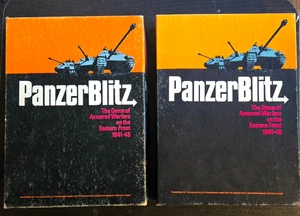 PanzerBlitz
The Game of
Armored Warfare
on the
Eastern Front
1941-45
PanzerBlitz
The Game of
Armored Warfare
on the
Eastern Front
1941-45